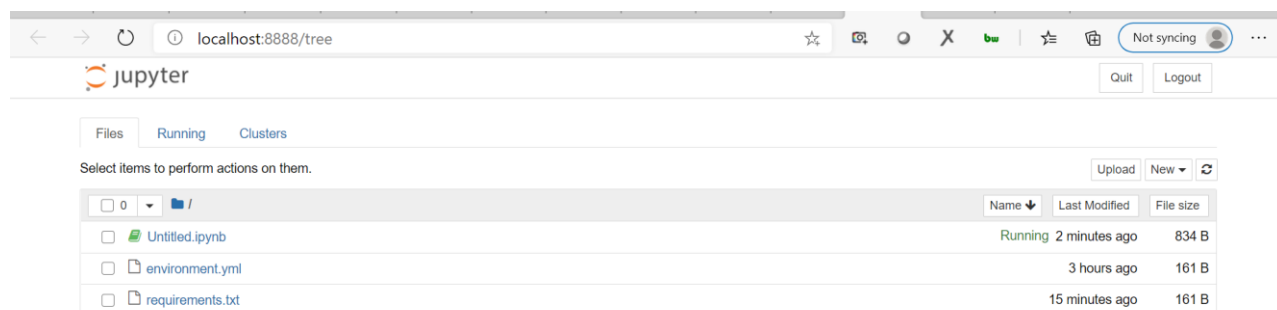 localhost:8888/tree
X
bw
Not syncing
jupyter
Quit
Logout
Files
Running
Clusters
Select items to perform actions on them.
Upload
New
0
/
Name
Last Modified
File size
Untitled.ipynb
Running 2 minutes ago
834 B
environment.yml
3 hours ago
161 B
requirements.txt
15 minutes ago
161 B